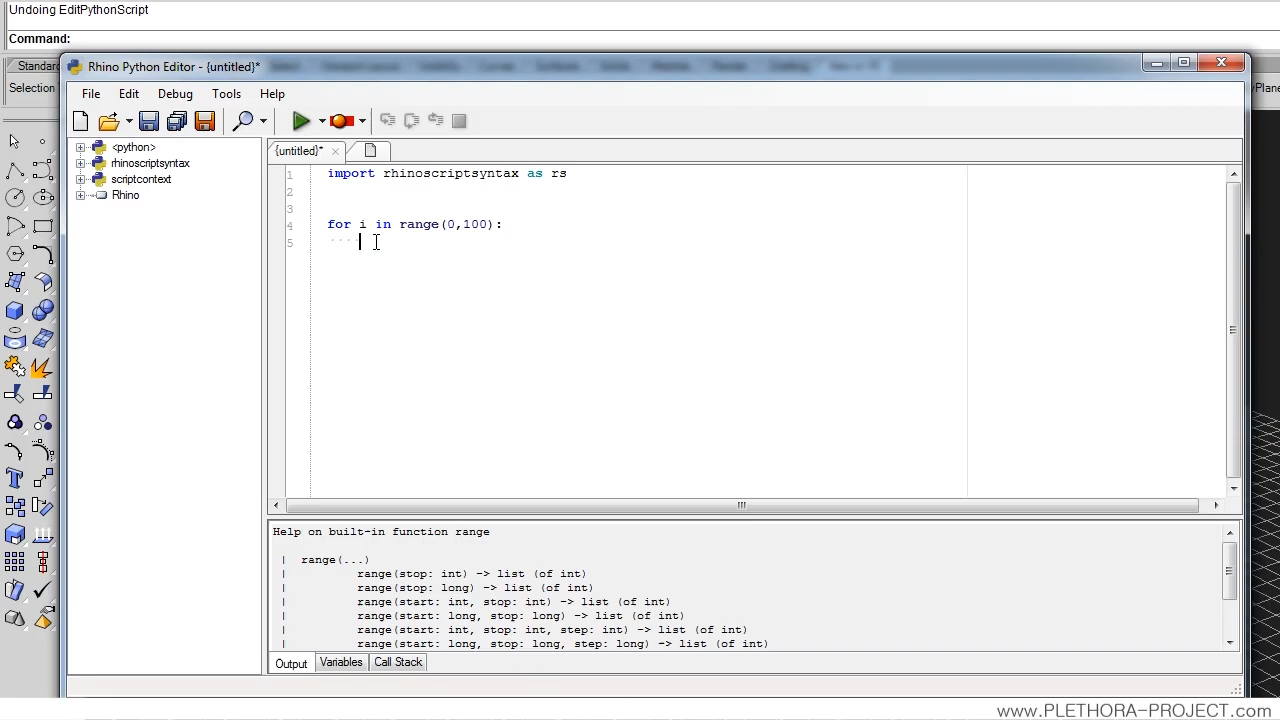 Undoing EditPythonScript
Command:
Standard
Rhino Python Editor - {untitled}*
Selection
File Edit Debug Tools Help
{untitled}*
<python>
rhinoscriptsyntax
scriptcontext
Rhino
1 import rhinoscriptsyntax as rs
2
3
4 for i in range(0,100):
5
Help on built-in function range
| range(...)
| range(stop: int) -> list (of int)
| range(stop: long) -> list (of int)
| range(start: int, stop: int) -> list (of int)
| range(start: long, stop: long) -> list (of int)
| range(start: int, stop: int, step: int) -> list (of int)
| range(start: long, stop: long, step: long) -> list (of int)
Output Variables Call Stack
www.PLETHORA-PROJECT.com